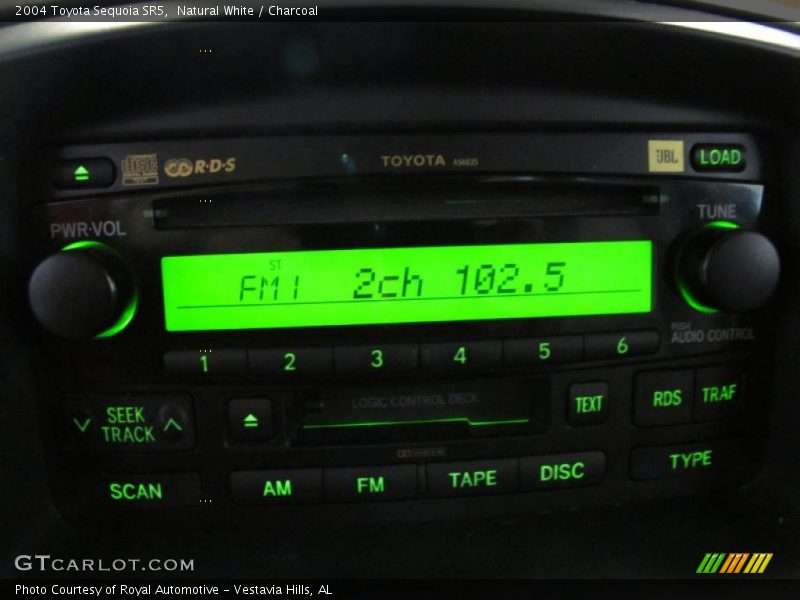 2004 Toyota Sequoia SR5,  Natural White / Charcoal
disc
R·D·S
TOYOTA
JBL
LOAD
PWR·VOL
TUNE
ST
FM1 2ch 102.5
PUSH
AUDIO CONTROL
1 2 3 4 5 6
LOGIC CONTROL DECK
SEEK
TRACK
TEXT
RDS
TRAF
SCAN
AM
FM
TAPE
DISC
TYPE
GTCARLOT.COM
Photo Courtesy of Royal Automotive – Vestavia Hills, AL